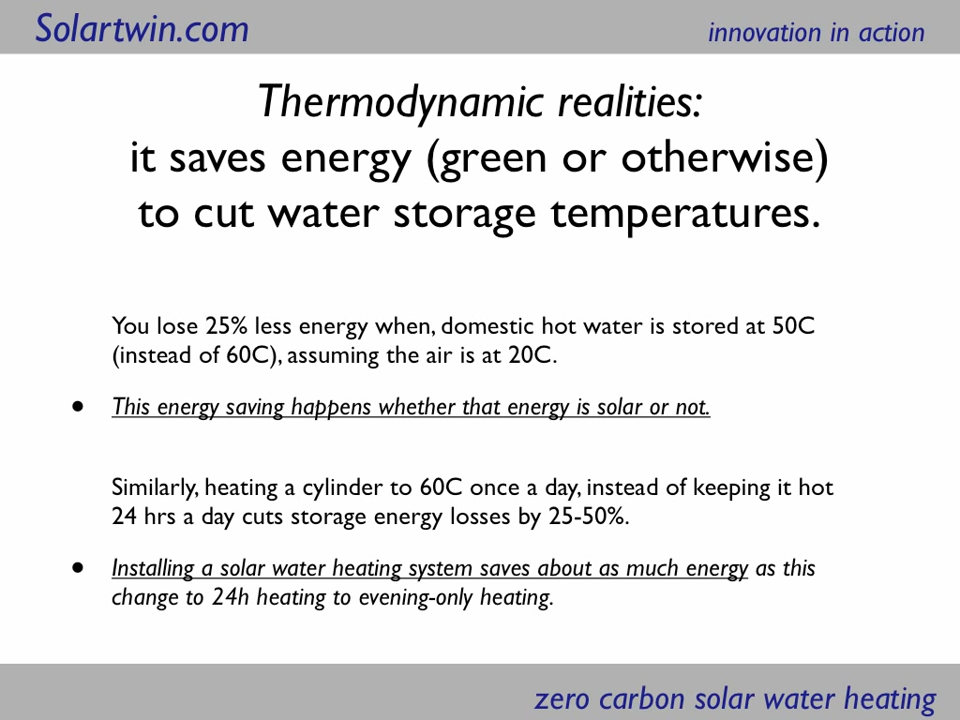 Solartwin.com
innovation in action
Thermodynamic realities:
it saves energy (green or otherwise)
to cut water storage temperatures.
You lose 25% less energy when, domestic hot water is stored at 50C
(instead of 60C), assuming the air is at 20C.
• This energy saving happens whether that energy is solar or not.
Similarly, heating a cylinder to 60C once a day, instead of keeping it hot
24 hrs a day cuts storage energy losses by 25-50%.
• Installing a solar water heating system saves about as much energy as this
change to 24h heating to evening-only heating.
zero carbon solar water heating